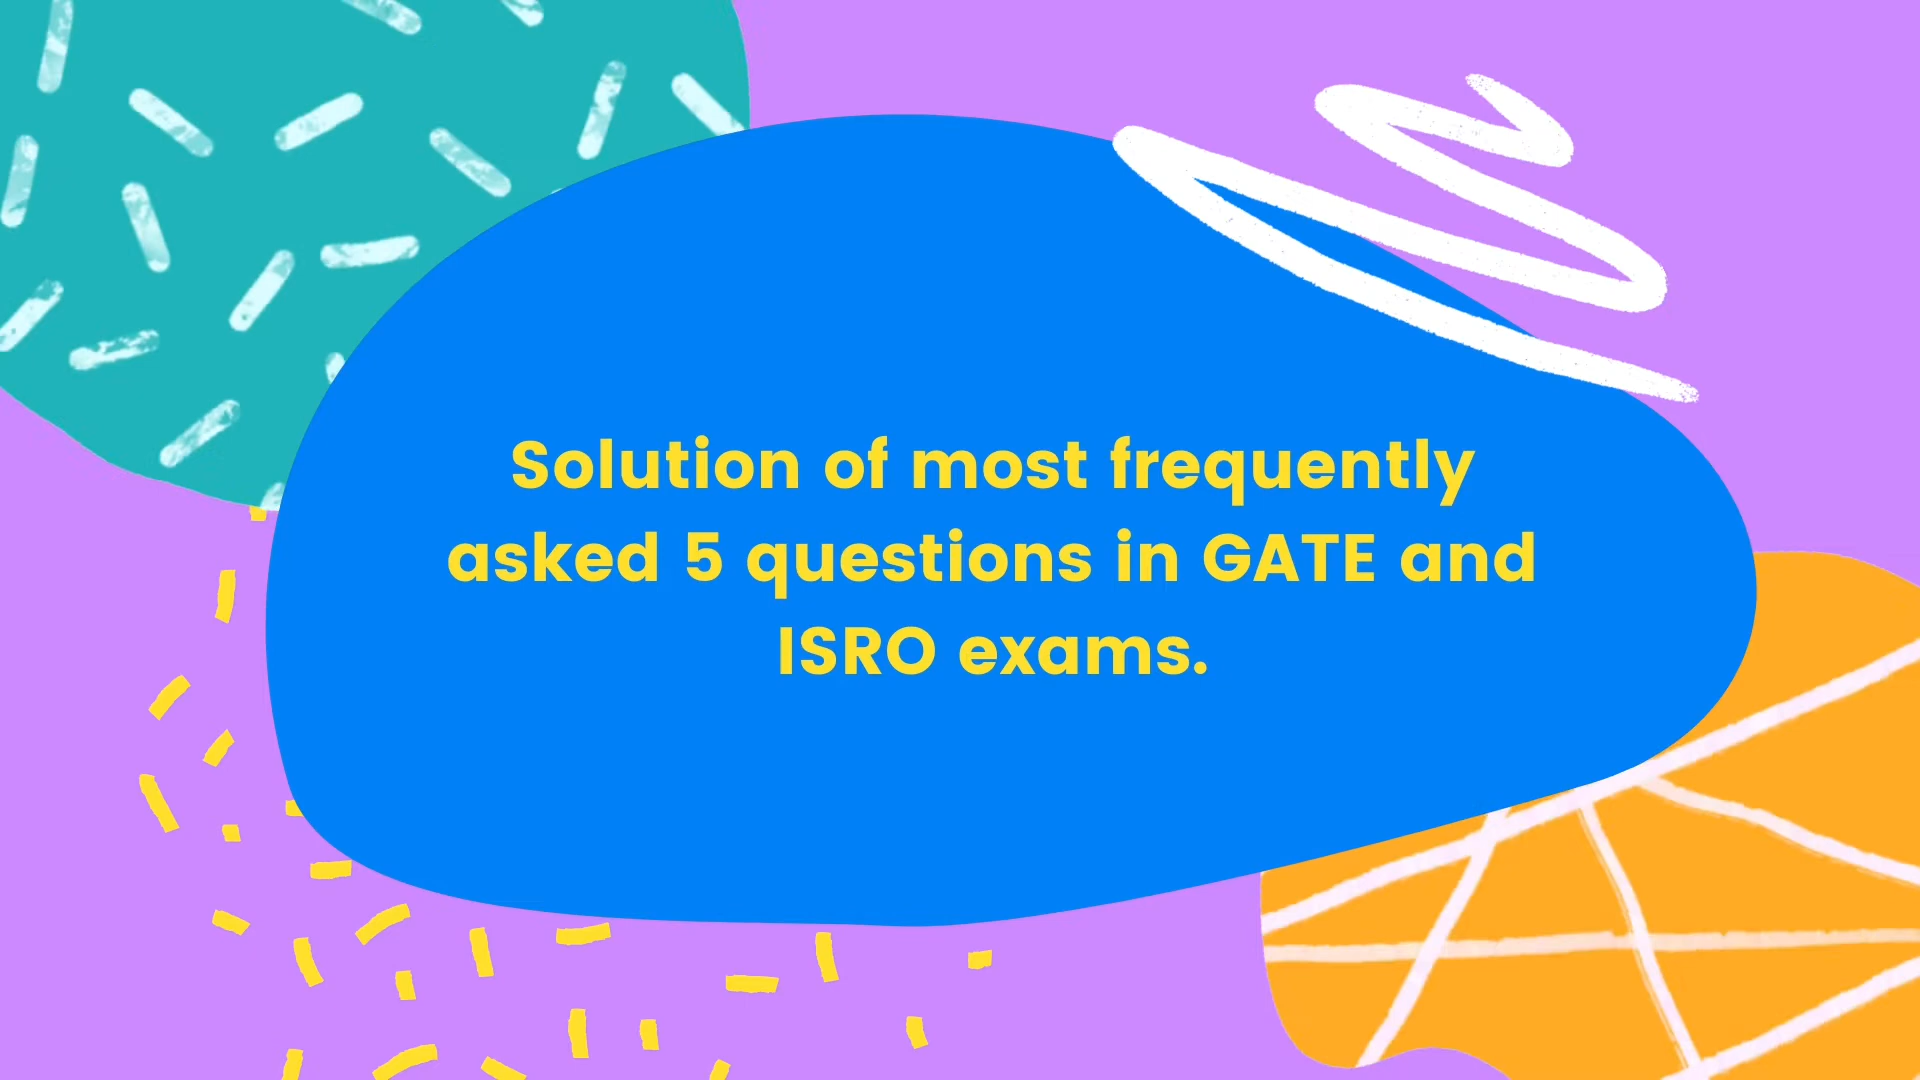 Solution of most frequently
asked 5 questions in GATE and
ISRO exams.